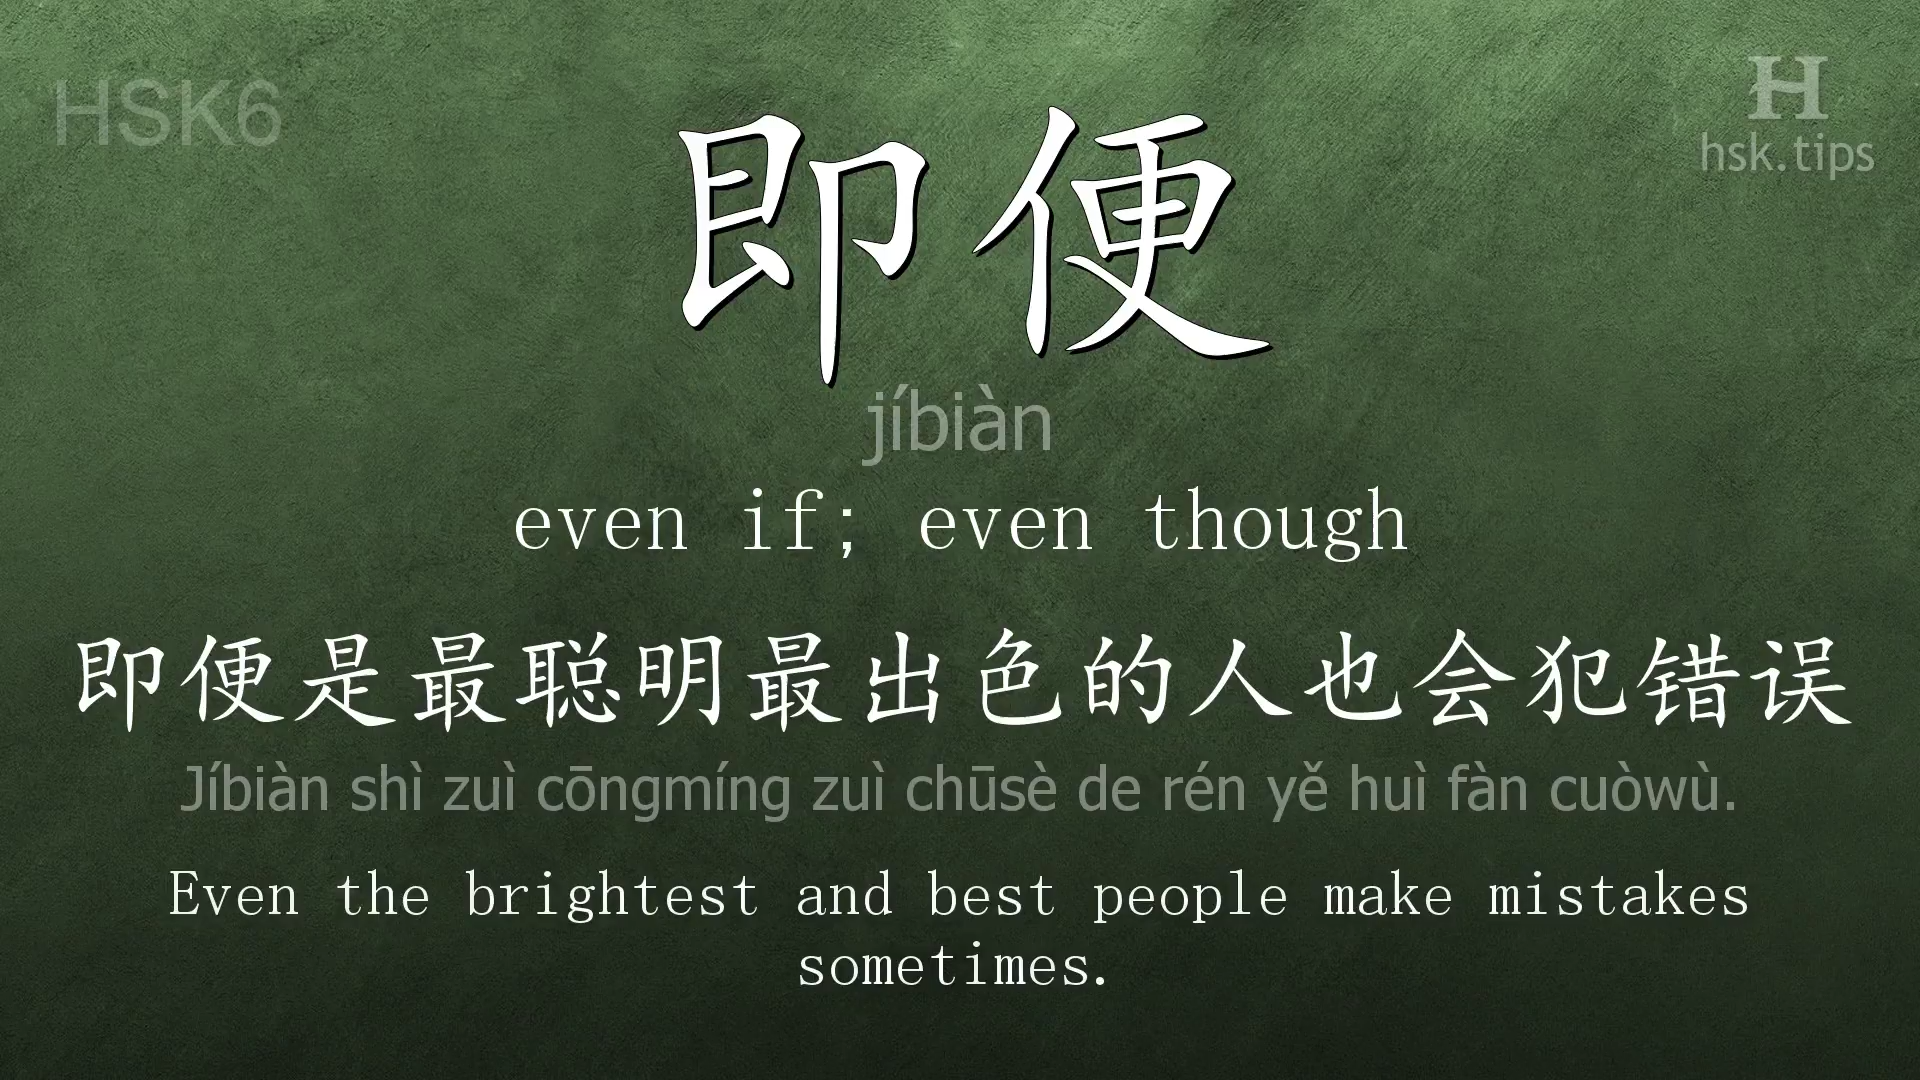 HSK6
H
hsk.tips
即便
jíbiàn
even if; even though
即便是最聪明最出色的人也会犯错误
Jíbiàn shì zuì cōngmíng zuì chūsè de rén yě huì fàn cuòwù.
Even the brightest and best people make mistakes
sometimes.